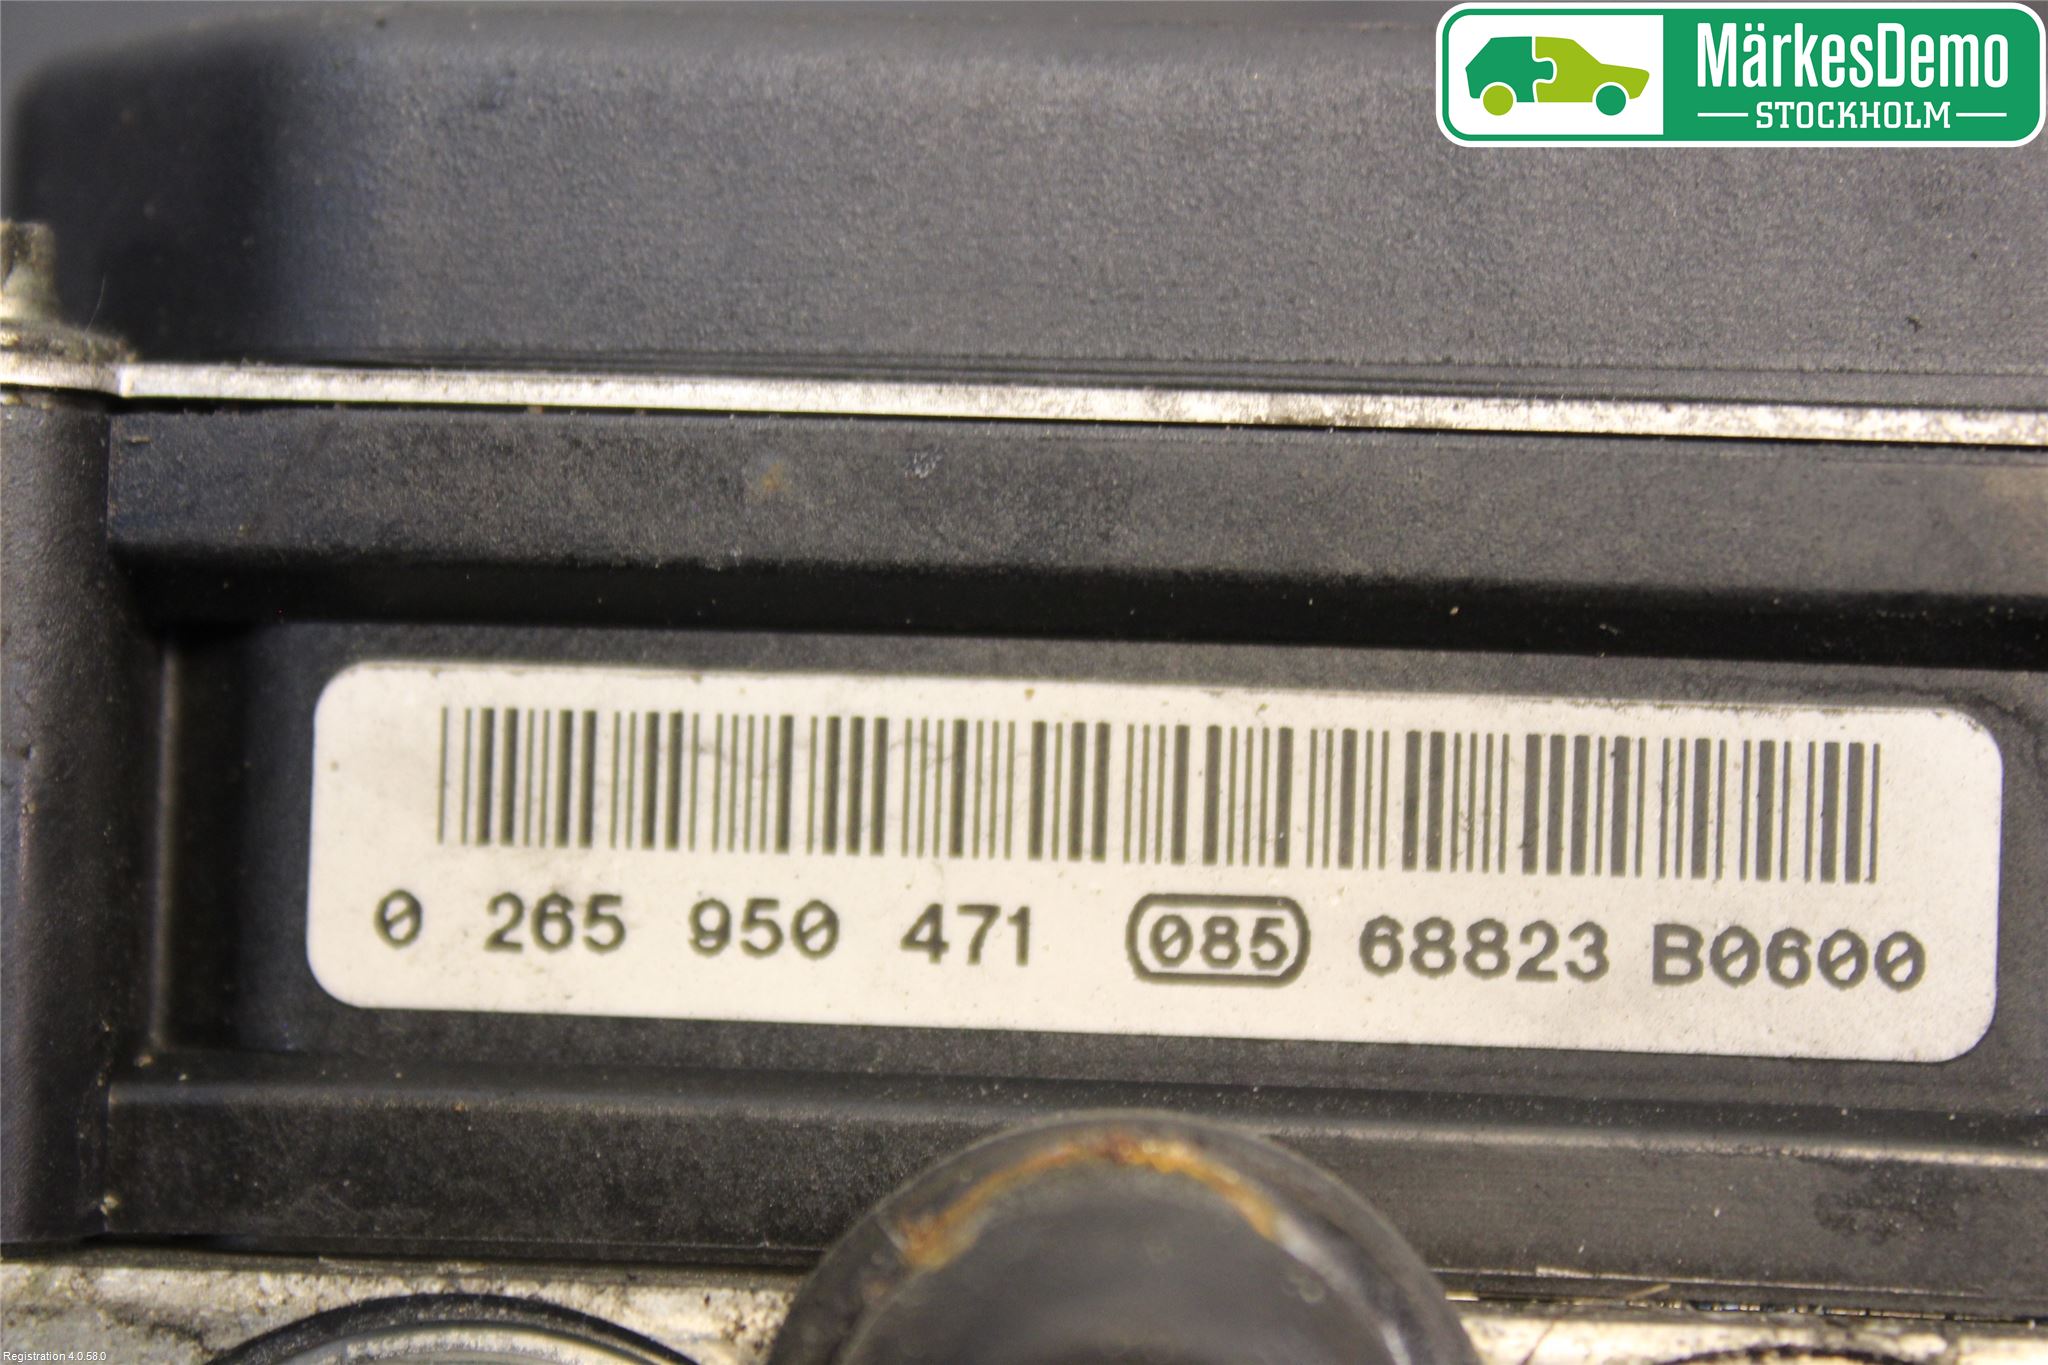 MärkesDemo
STOCKHOLM
0 265 950 471 085 68823 B0600
Registration 4.0.58.0